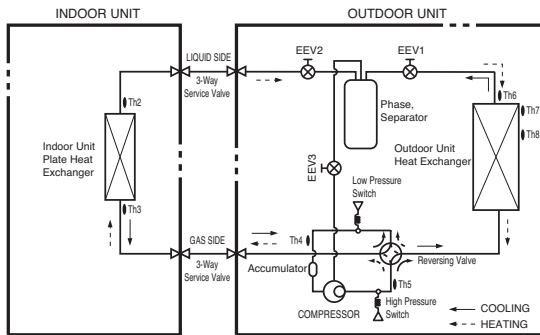 INDOOR UNIT
OUTDOOR UNIT
LIQUID SIDE
3-Way
Service Valve
EEV2
EEV1
Th2
Th6
Th7
Th8
Phase,
Separator
Indoor Unit
Plate Heat
Exchanger
Outdoor Unit
Heat Exchanger
EEV3
Low Pressure
Switch
Th3
GAS SIDE
3-Way
Service Valve
Th4
Accumulator
Reversing Valve
Th5
COMPRESSOR
High Pressure
Switch
COOLING
HEATING